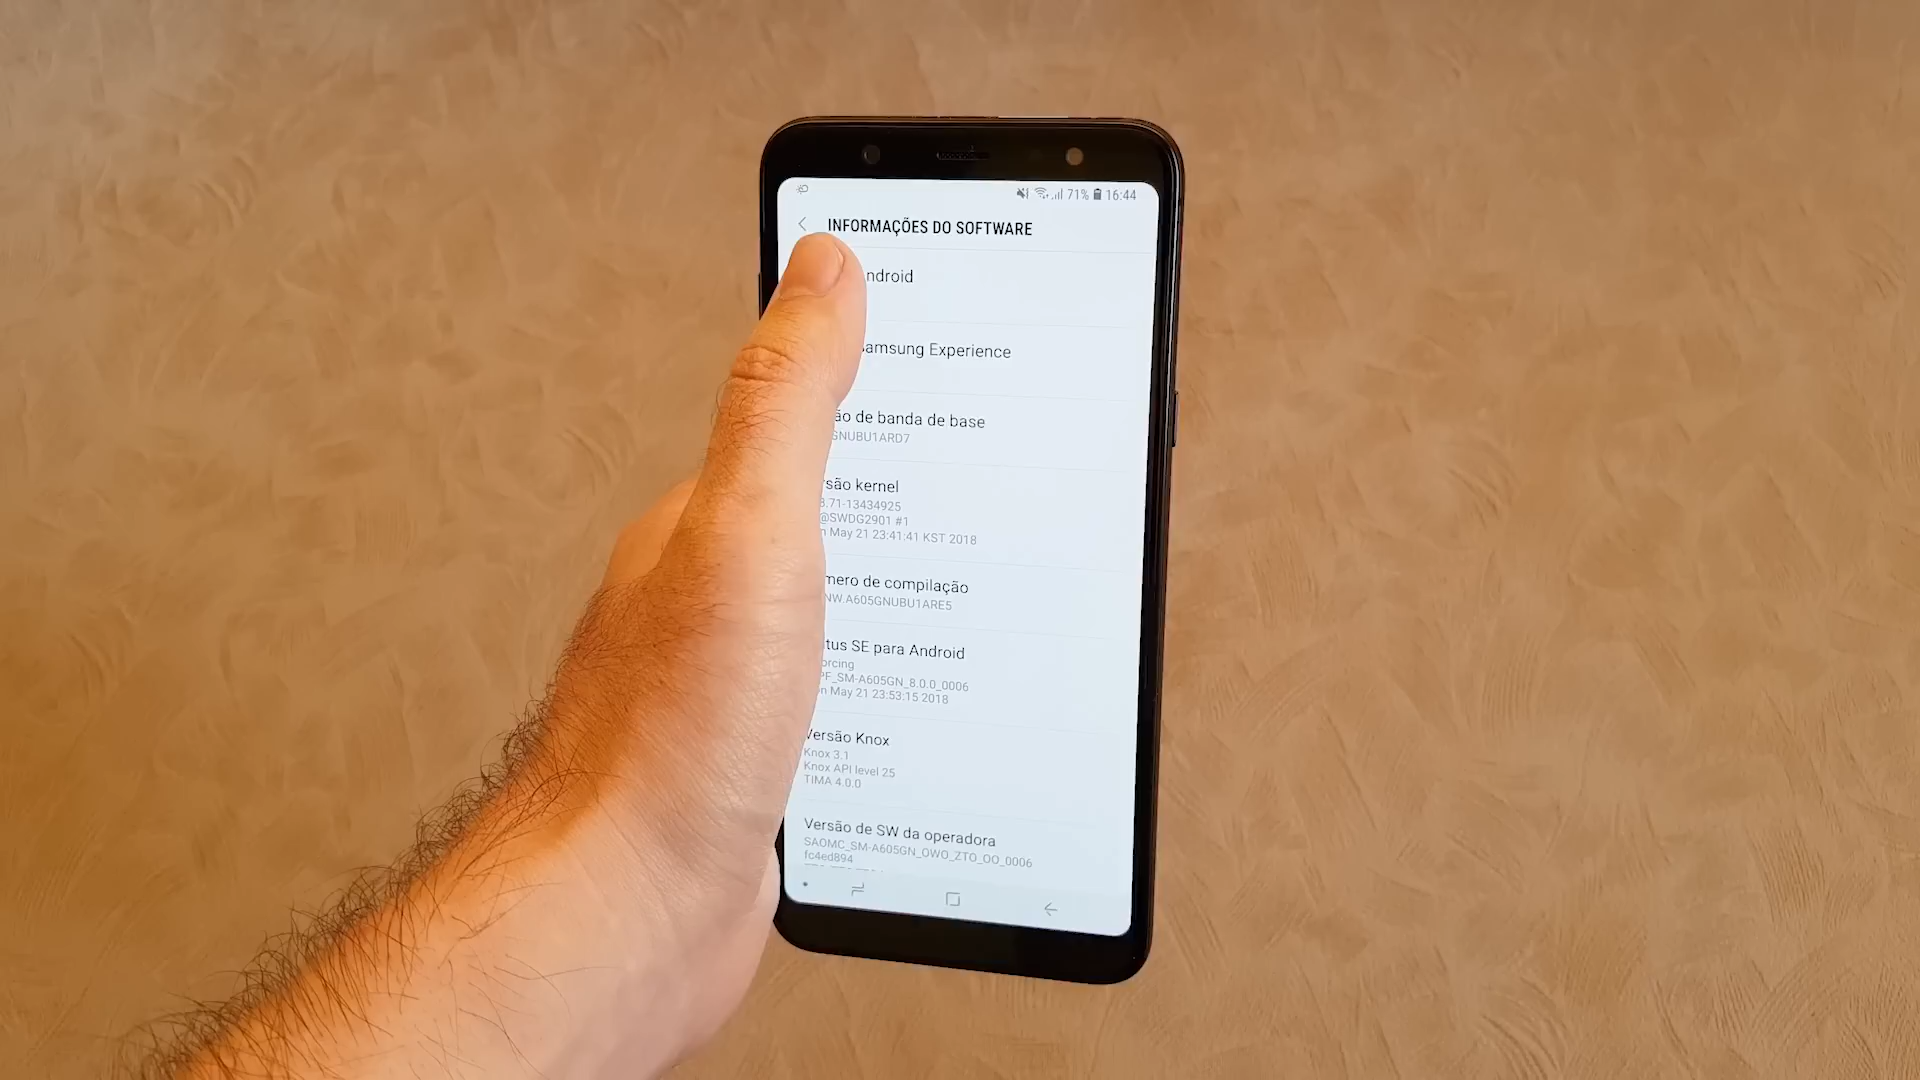 71% 16:44
INFORMAÇÕES DO SOFTWARE
ndroid
amsung Experience
ão de banda de base
GNUBU1ARD7
rsão kernel
.71-13434925
@SWDG2901 #1
n May 21 23:41:41 KST 2018
mero de compilação
NW.A605GNUBU1ARE5
tus SE para Android
orcing
PF_SM-A605GN_8.0.0_0006
n May 21 23:53:15 2018
Versão Knox
Knox 3.1
Knox API level 25
TIMA 4.0.0
Versão de SW da operadora
SAOMC_SM-A605GN_OWO_ZTO_OO_0006
fc4ed894